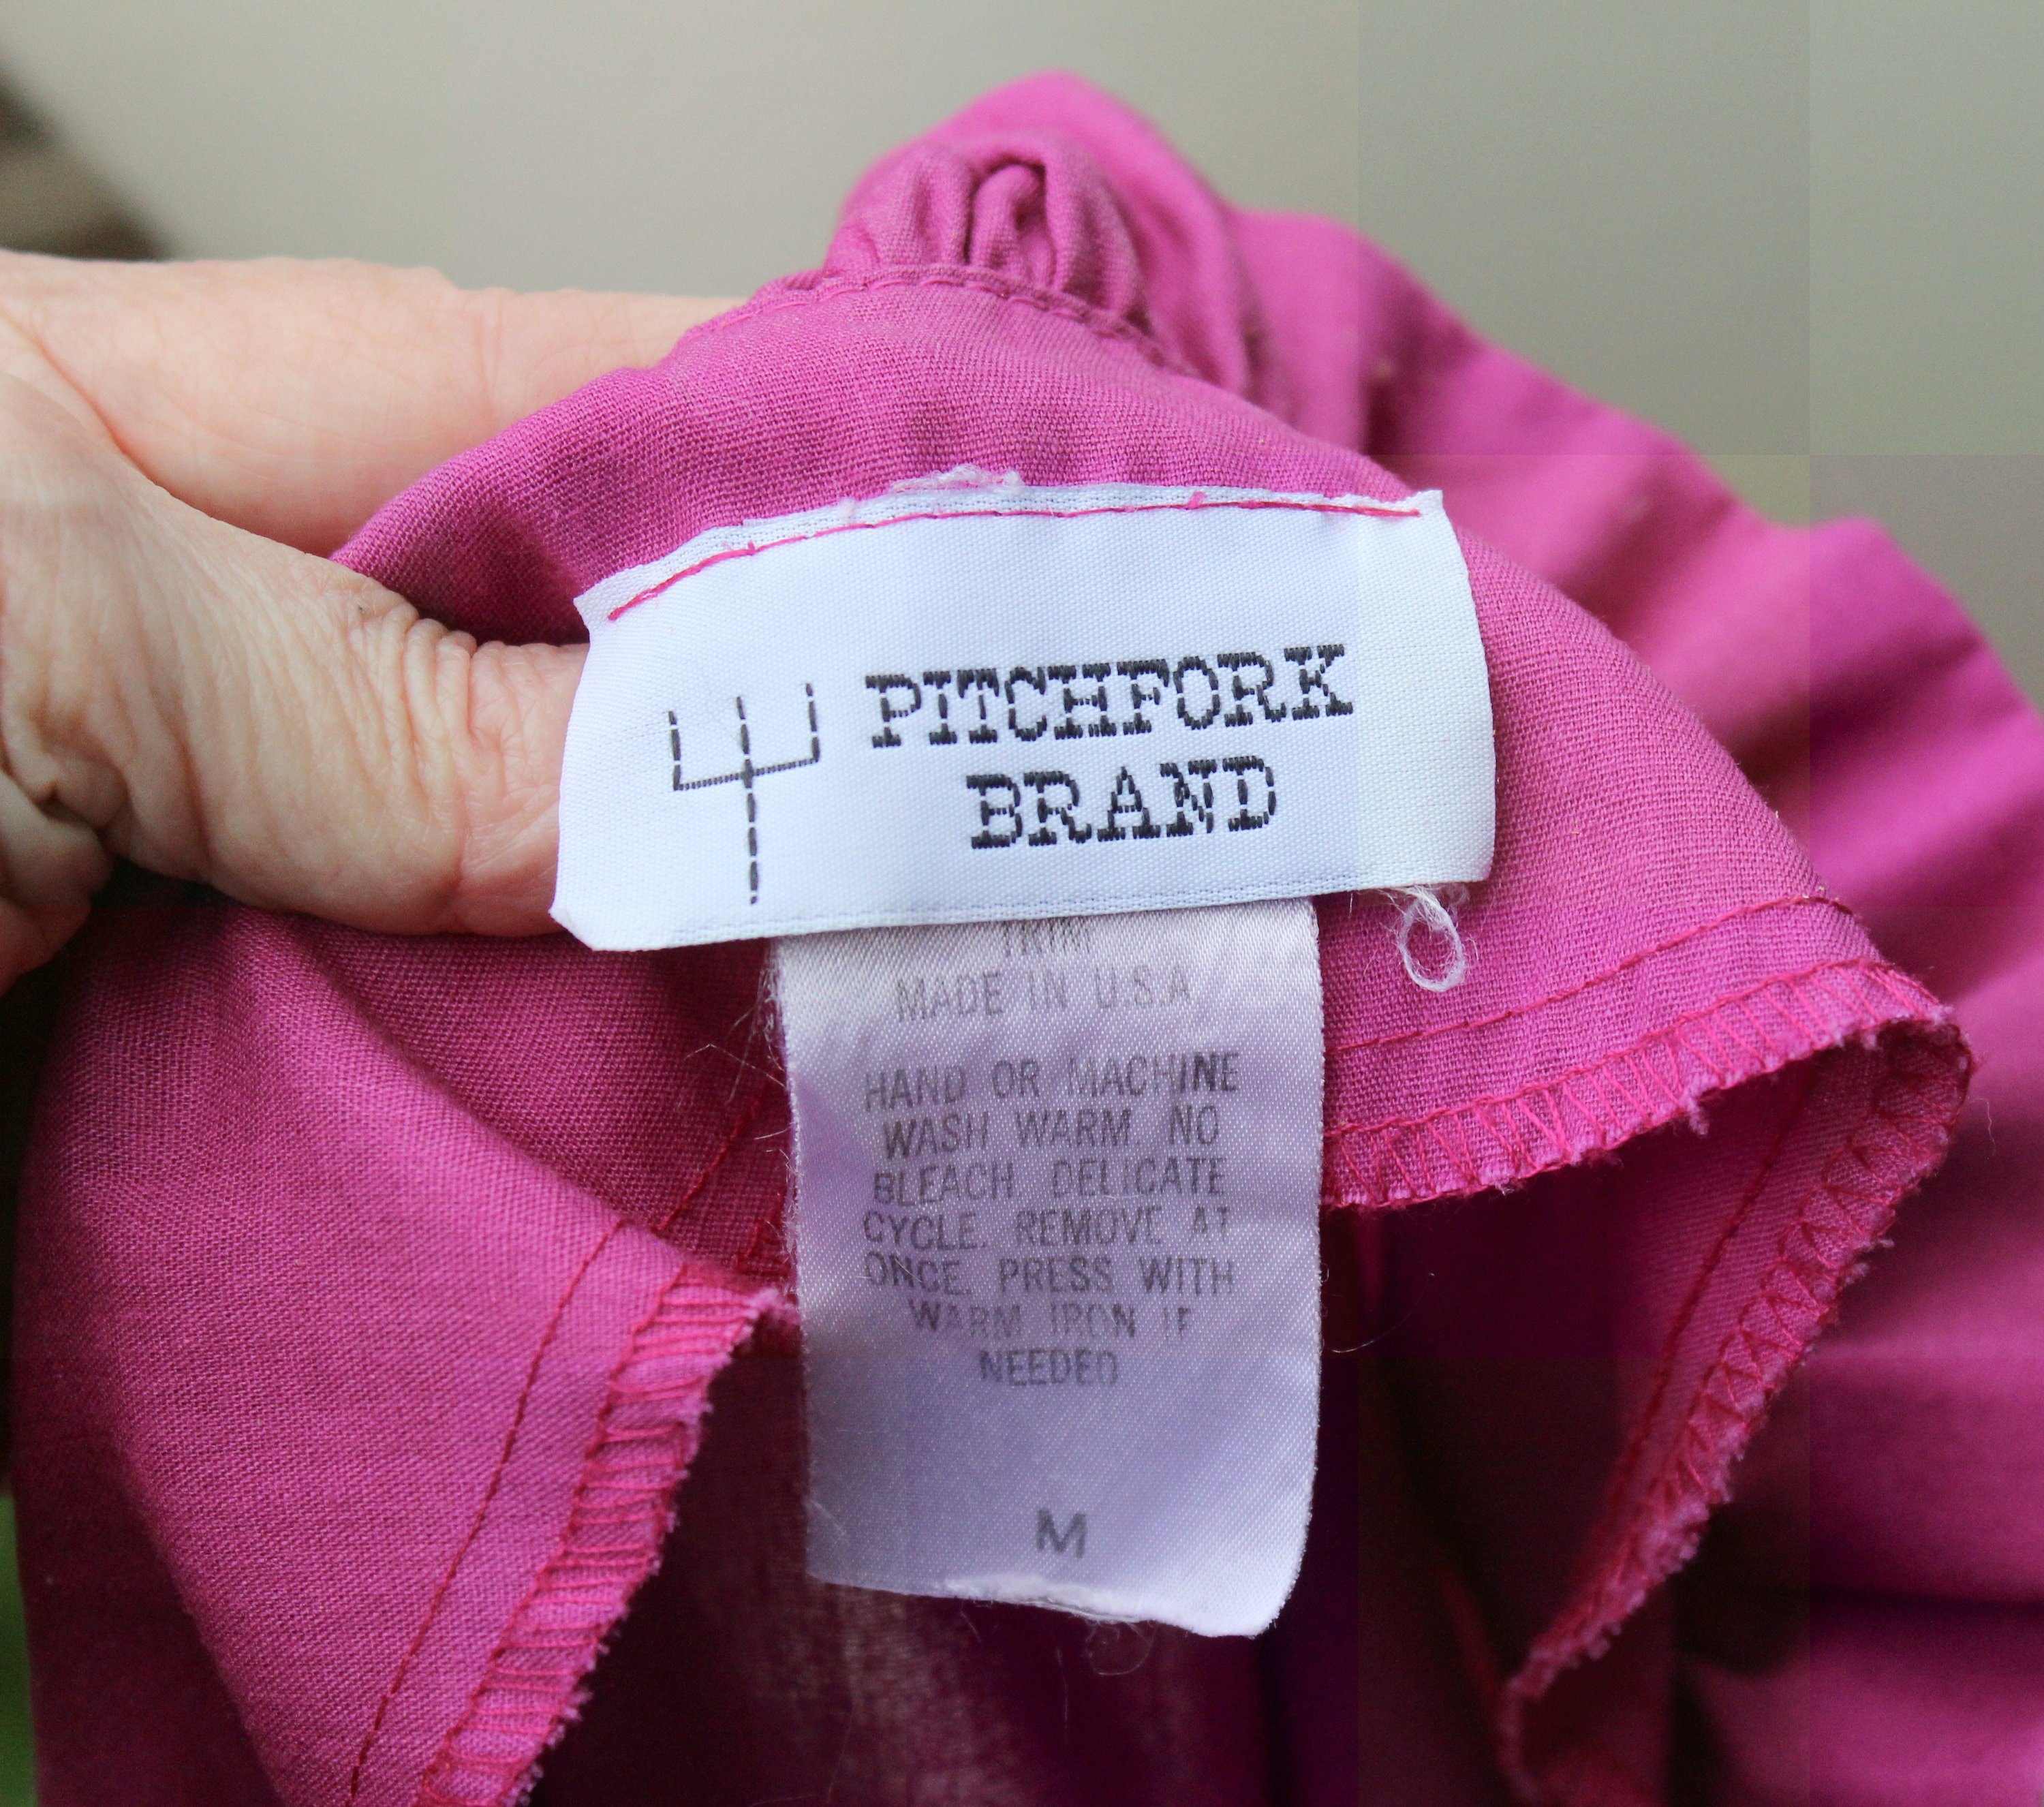 PITCHFORK
BRAND
TRIM
MADE IN U.S.A
HAND OR MACHINE
WASH WARM. NO
BLEACH. DELICATE
CYCLE. REMOVE AT
ONCE. PRESS WITH
WARM IRON IF
NEEDED
M